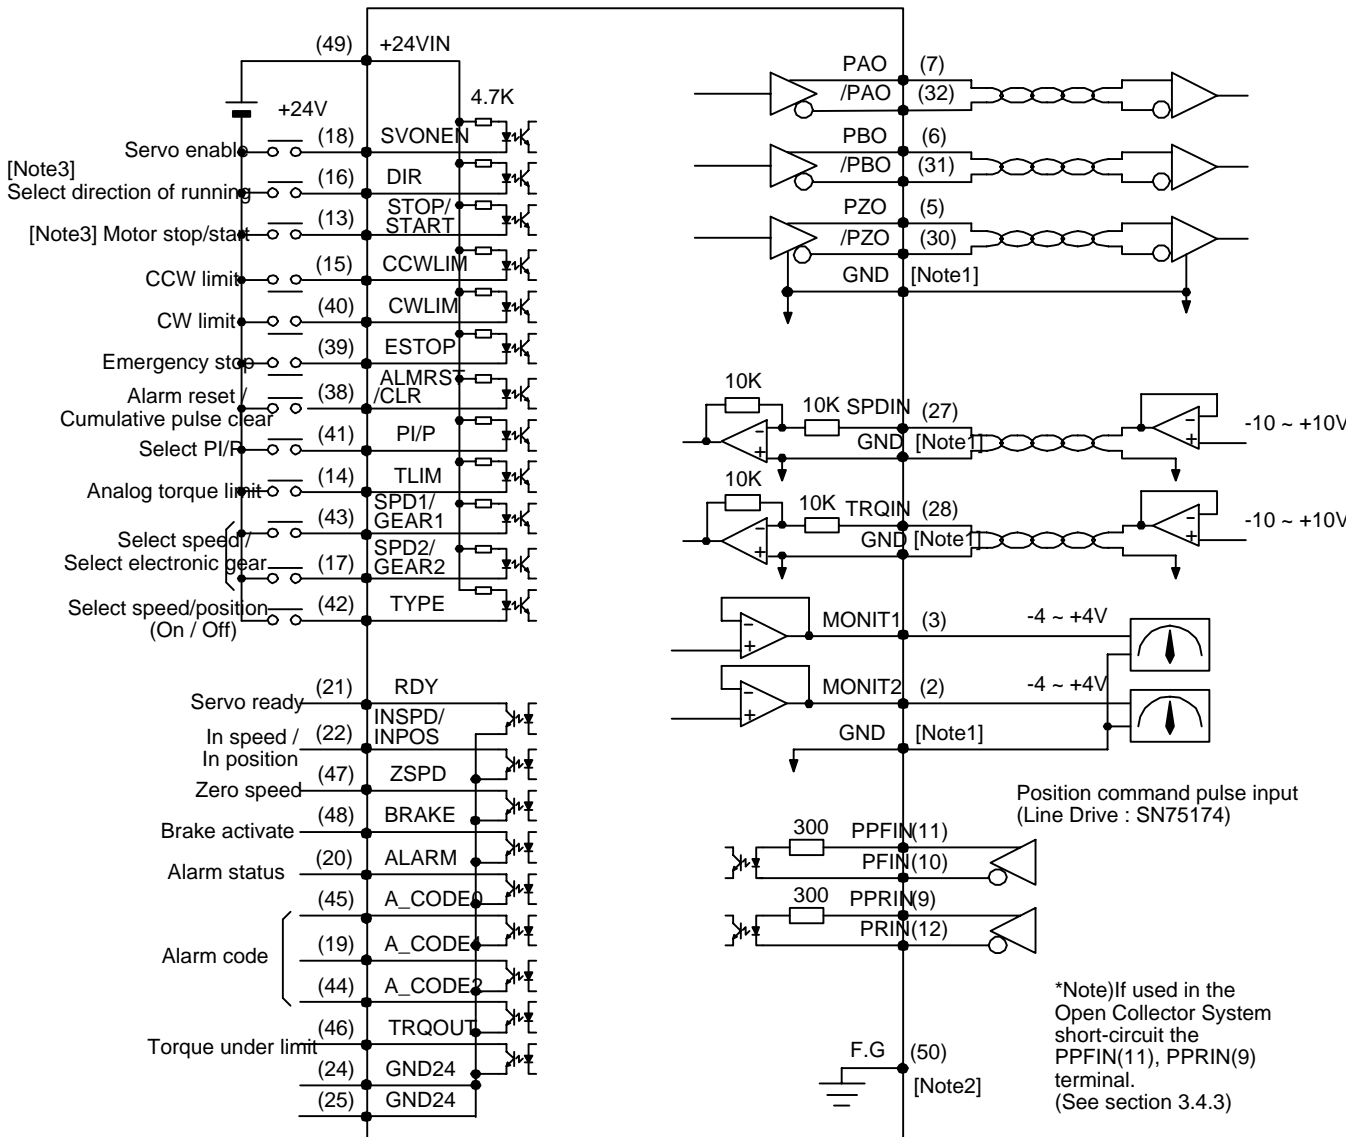 (49) +24VIN
+24V
4.7K
Servo enable (18) SVONEN
[Note3]
Select direction of running (16) DIR
[Note3] Motor stop/start (13) STOP/
START
CCW limit (15) CCWLIM
CW limit (40) CWLIM
Emergency stop (39) ESTOP
Alarm reset / (38) ALMRST
Cumulative pulse clear /CLR
Select PI/P (41) PI/P
Analog torque limit (14) TLIM
Select speed / (43) SPD1/
GEAR1
Select electronic gear (17) SPD2/
GEAR2
Select speed/position (42) TYPE
(On / Off)
Servo ready (21) RDY
In speed / (22) INSPD/
In position INPOS
Zero speed (47) ZSPD
Brake activate (48) BRAKE
Alarm status (20) ALARM
(45) A_CODE0
Alarm code (19) A_CODE1
(44) A_CODE2
Torque under limit (46) TRQOUT
(24) GND24
(25) GND24
PAO (7)
/PAO (32)
PBO (6)
/PBO (31)
PZO (5)
/PZO (30)
GND [Note1]
10K
10K SPDIN (27)
-10 ~ +10V
GND [Note1]
10K
10K TRQIN (28)
-10 ~ +10V
GND [Note1]
MONIT1 (3) -4 ~ +4V
MONIT2 (2) -4 ~ +4V
GND [Note1]
Position command pulse input
(Line Drive : SN75174)
300 PPFIN(11)
PFIN(10)
300 PPRIN(9)
PRIN(12)
*Note)If used in the
Open Collector System
short-circuit the
PPFIN(11), PPRIN(9)
terminal.
(See section 3.4.3)
F.G (50)
[Note2]